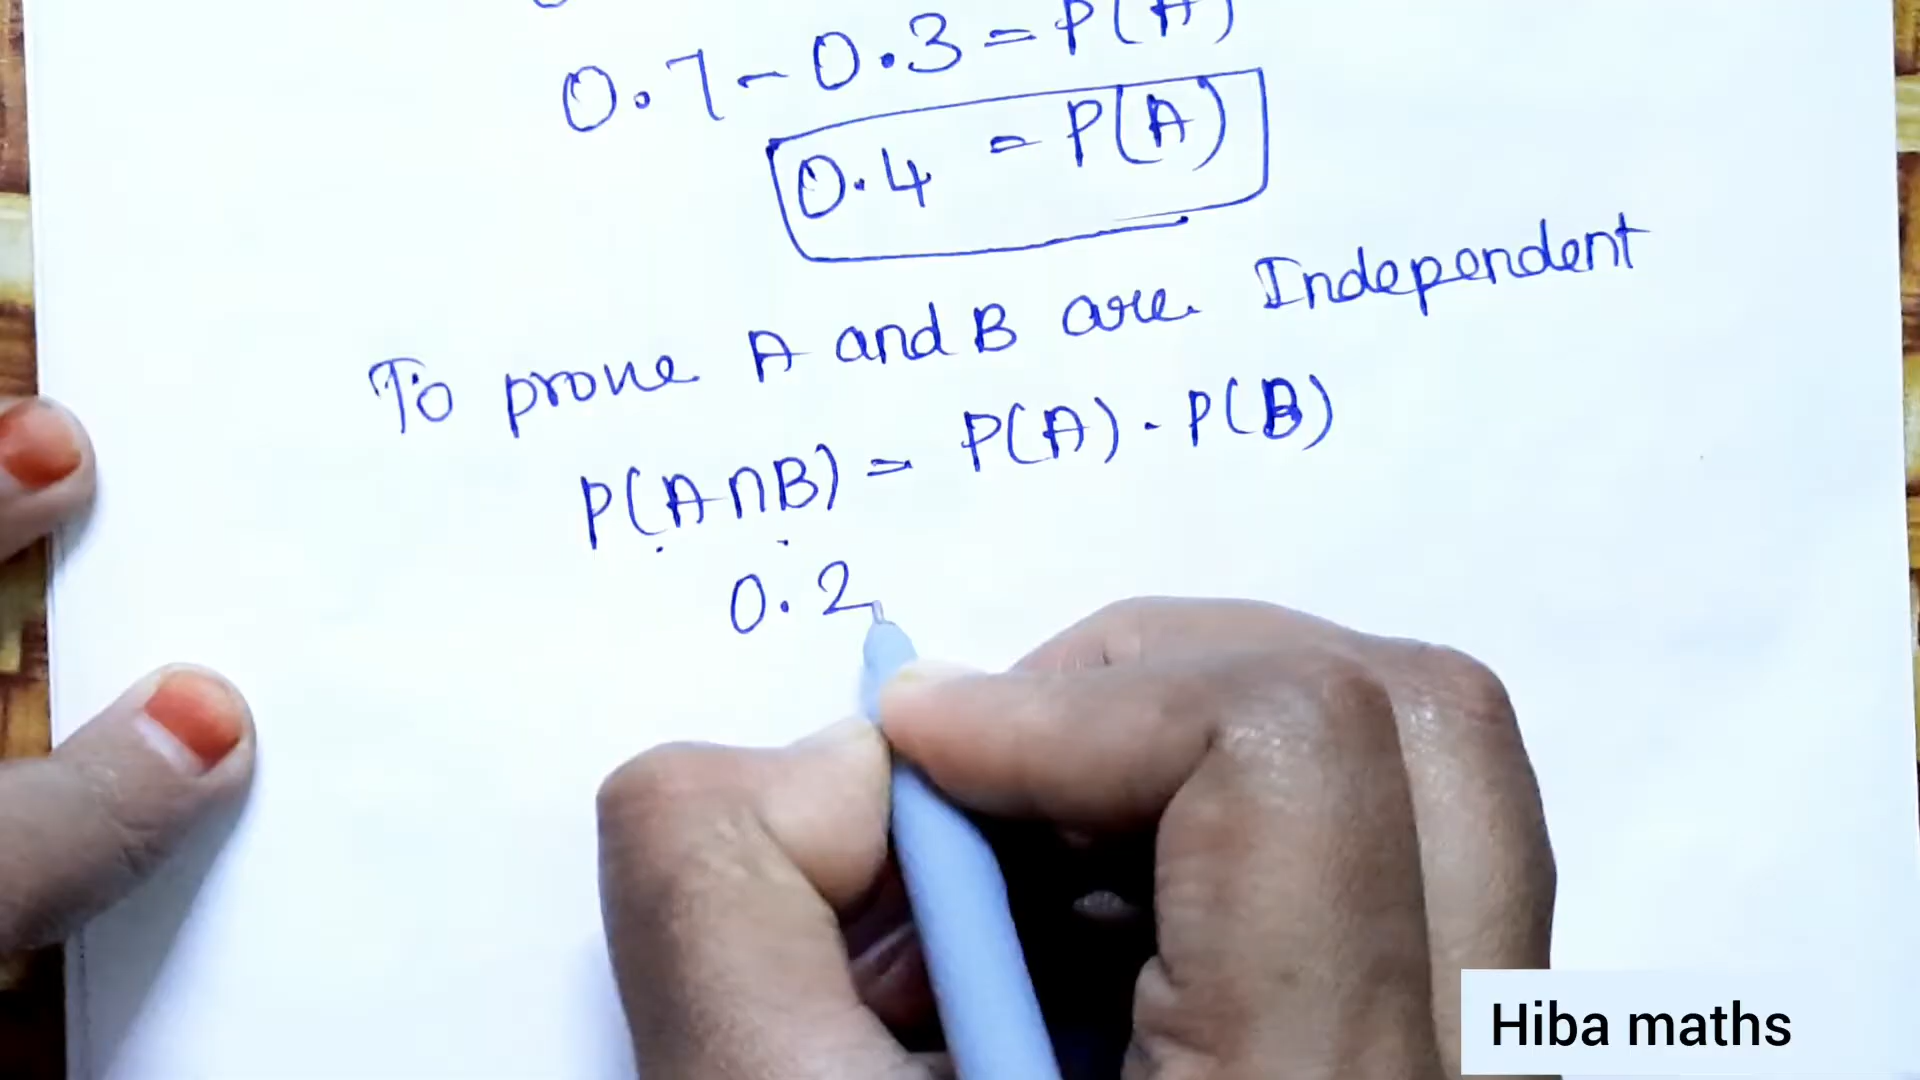 0.7 - 0.3 = P(A)
0.4 = P(A)
To prove A and B are Independent
P(A∩B) = P(A) . P(B)
0.2
Hiba maths